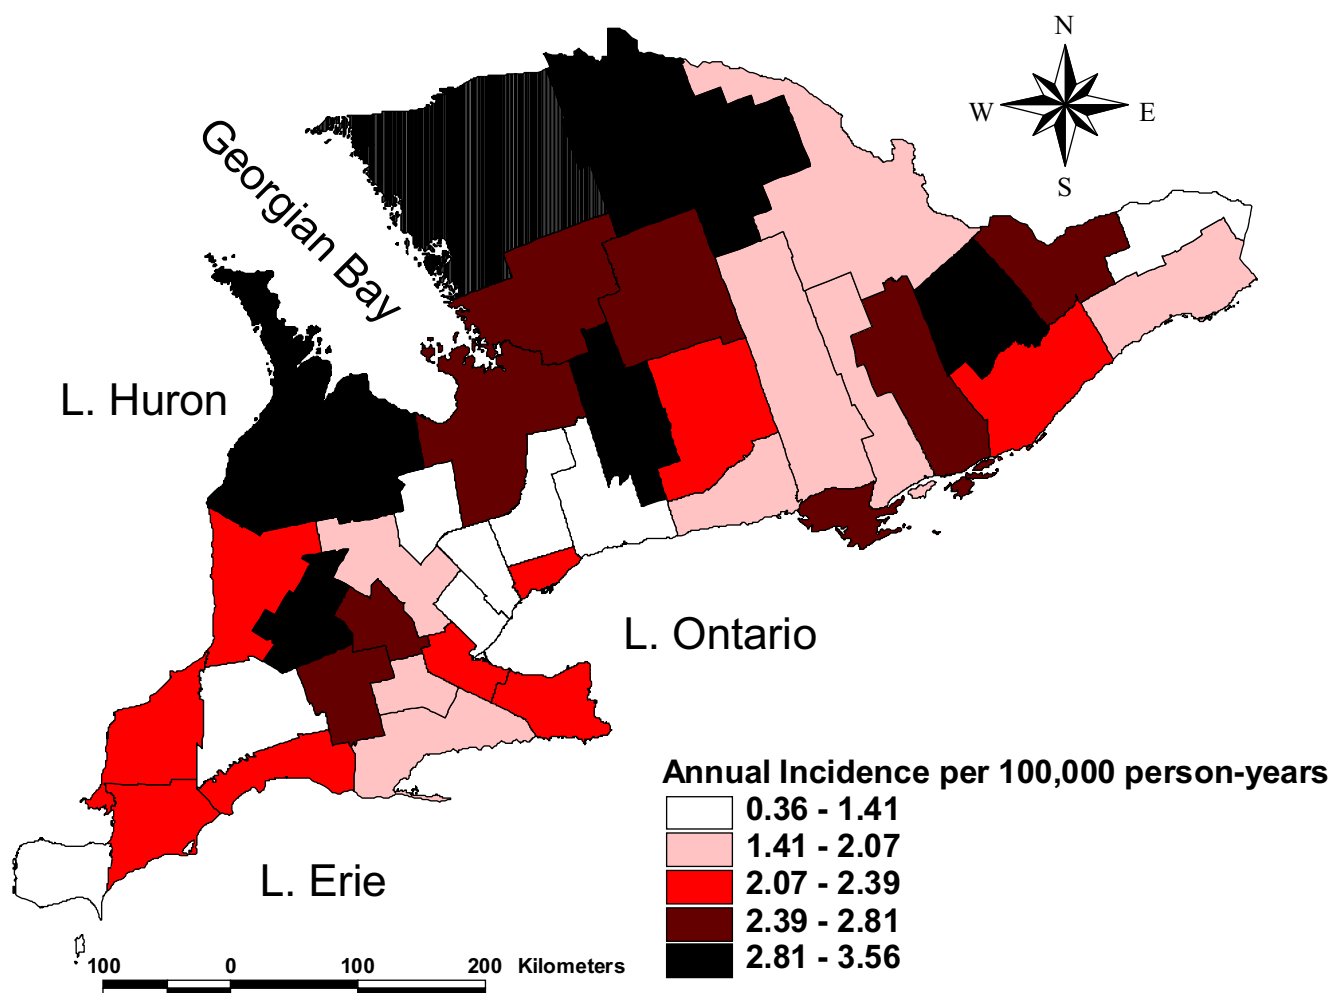 N
W
E
S
Georgian Bay
L. Huron
L. Ontario
L. Erie
Annual Incidence per 100,000 person-years
0.36 - 1.41
1.41 - 2.07
2.07 - 2.39
2.39 - 2.81
2.81 - 3.56
100 0 100 200 Kilometers